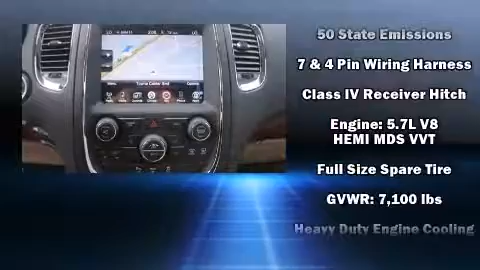 50 State Emissions
7 & 4 Pin Wiring Harness
Class IV Receiver Hitch
Engine: 5.7L V8
HEMI MDS VVT
Full Size Spare Tire
GVWR: 7,100 lbs
Heavy Duty Engine Cooling